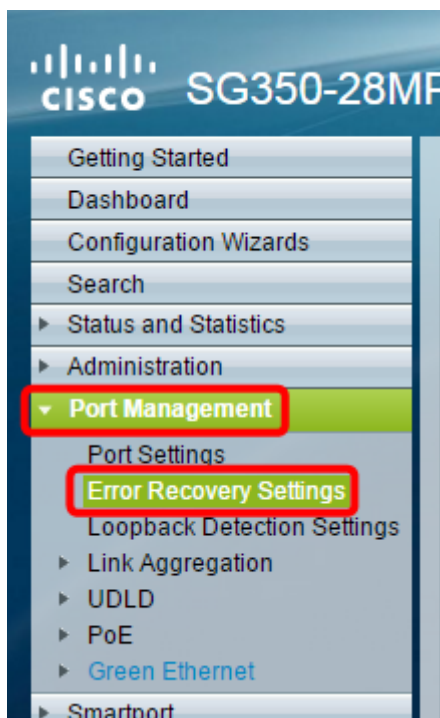 CISCO SG350-28MP
Getting Started
Dashboard
Configuration Wizards
Search
Status and Statistics
Administration
Port Management
Port Settings
Error Recovery Settings
Loopback Detection Settings
Link Aggregation
UDLD
PoE
Green Ethernet
Smartport